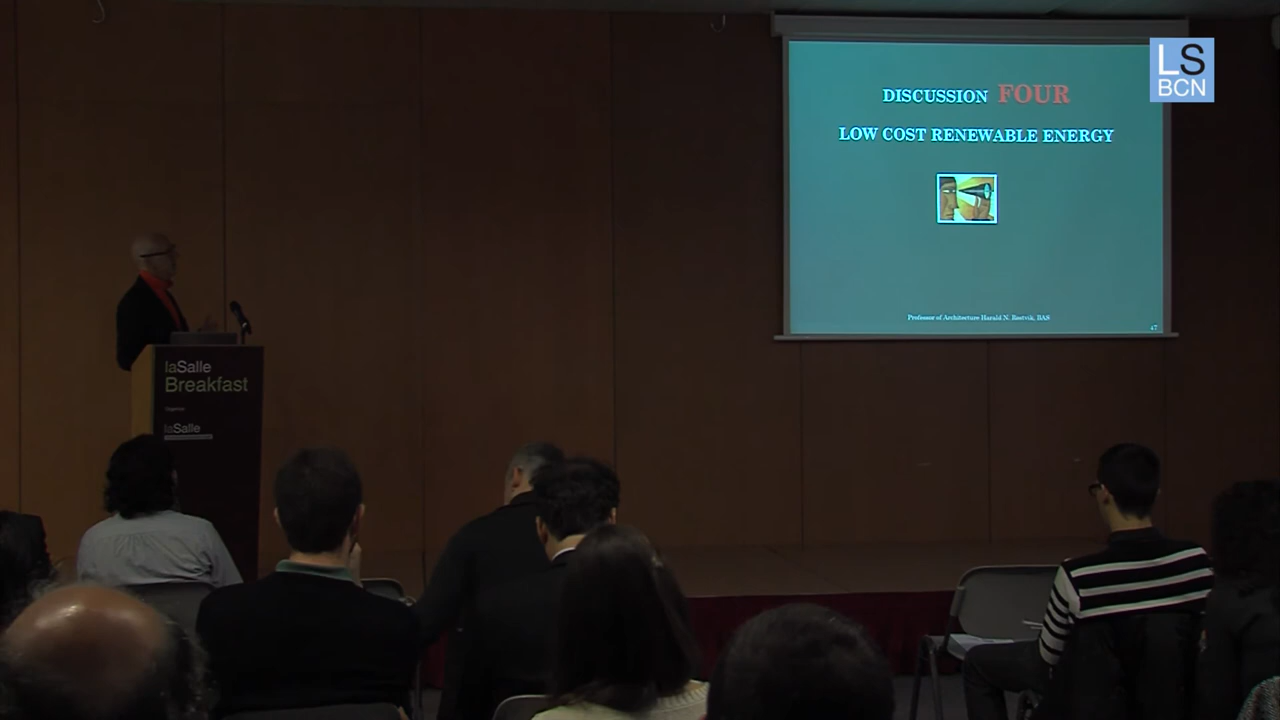 LS
BCN
DISCUSSION FOUR
LOW COST RENEWABLE ENERGY
Professor of Architecture Harald N. Røstvik, BAS
47
laSalle
Breakfast
laSalle